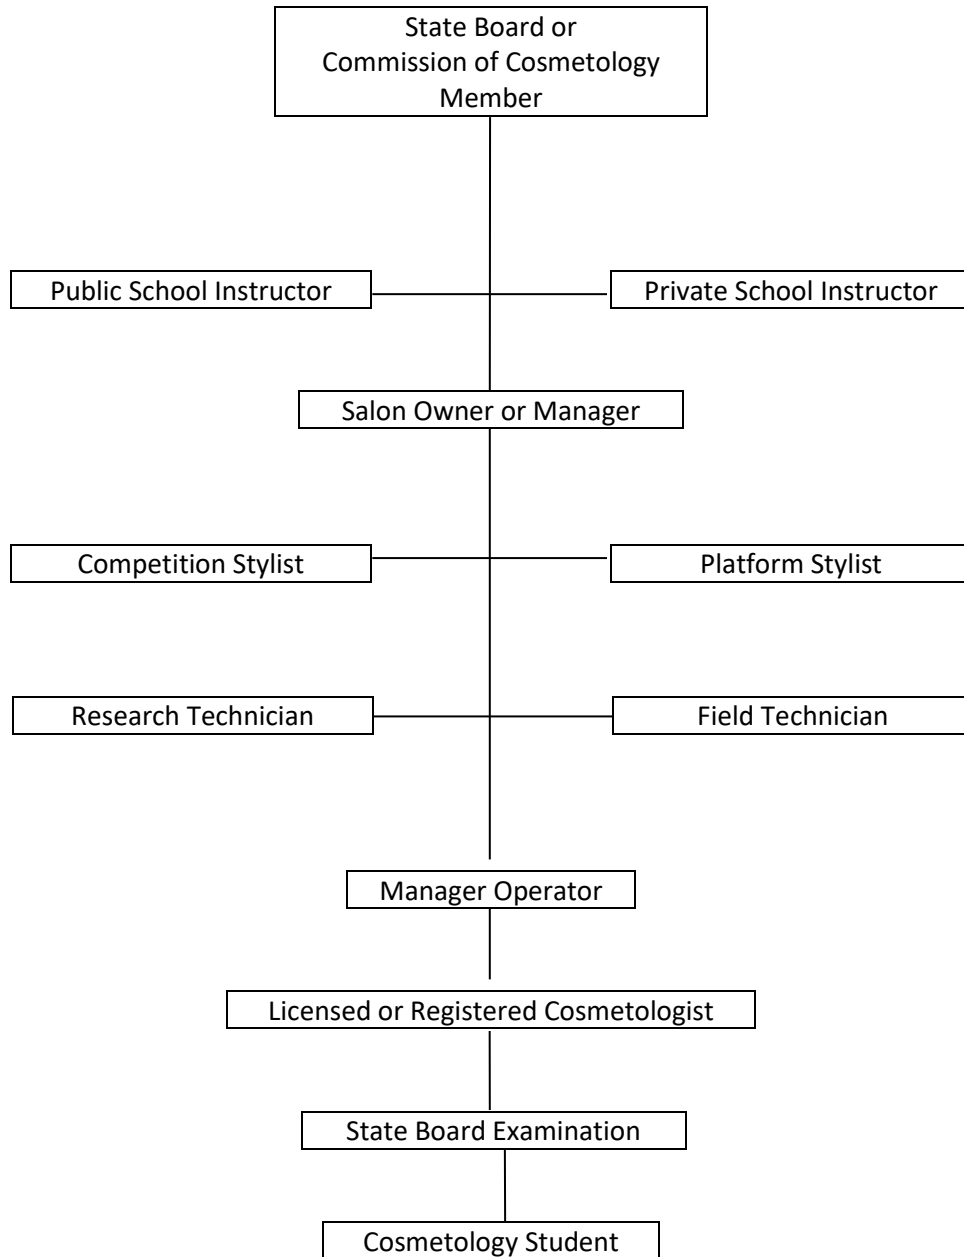 State Board or
Commission of Cosmetology
Member
Public School Instructor
Private School Instructor
Salon Owner or Manager
Competition Stylist
Platform Stylist
Research Technician
Field Technician
Manager Operator
Licensed or Registered Cosmetologist
State Board Examination
Cosmetology Student